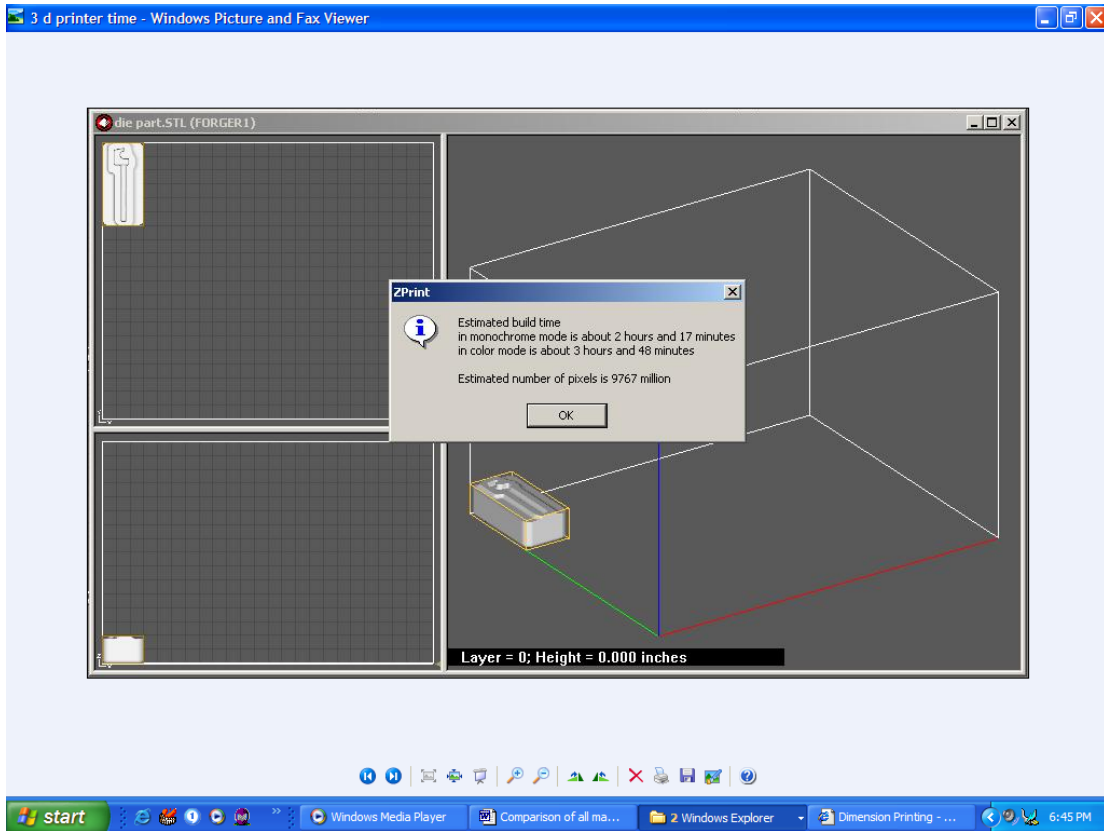 3 d printer time - Windows Picture and Fax Viewer
die part.STL (FORGER1)
ZPrint
Estimated build time
in monochrome mode is about 2 hours and 17 minutes
in color mode is about 3 hours and 48 minutes
Estimated number of pixels is 9767 million
OK
Layer = 0; Height = 0.000 inches
start
Windows Media Player
Comparison of all ma...
2 Windows Explorer
Dimension Printing - ...
6:45 PM